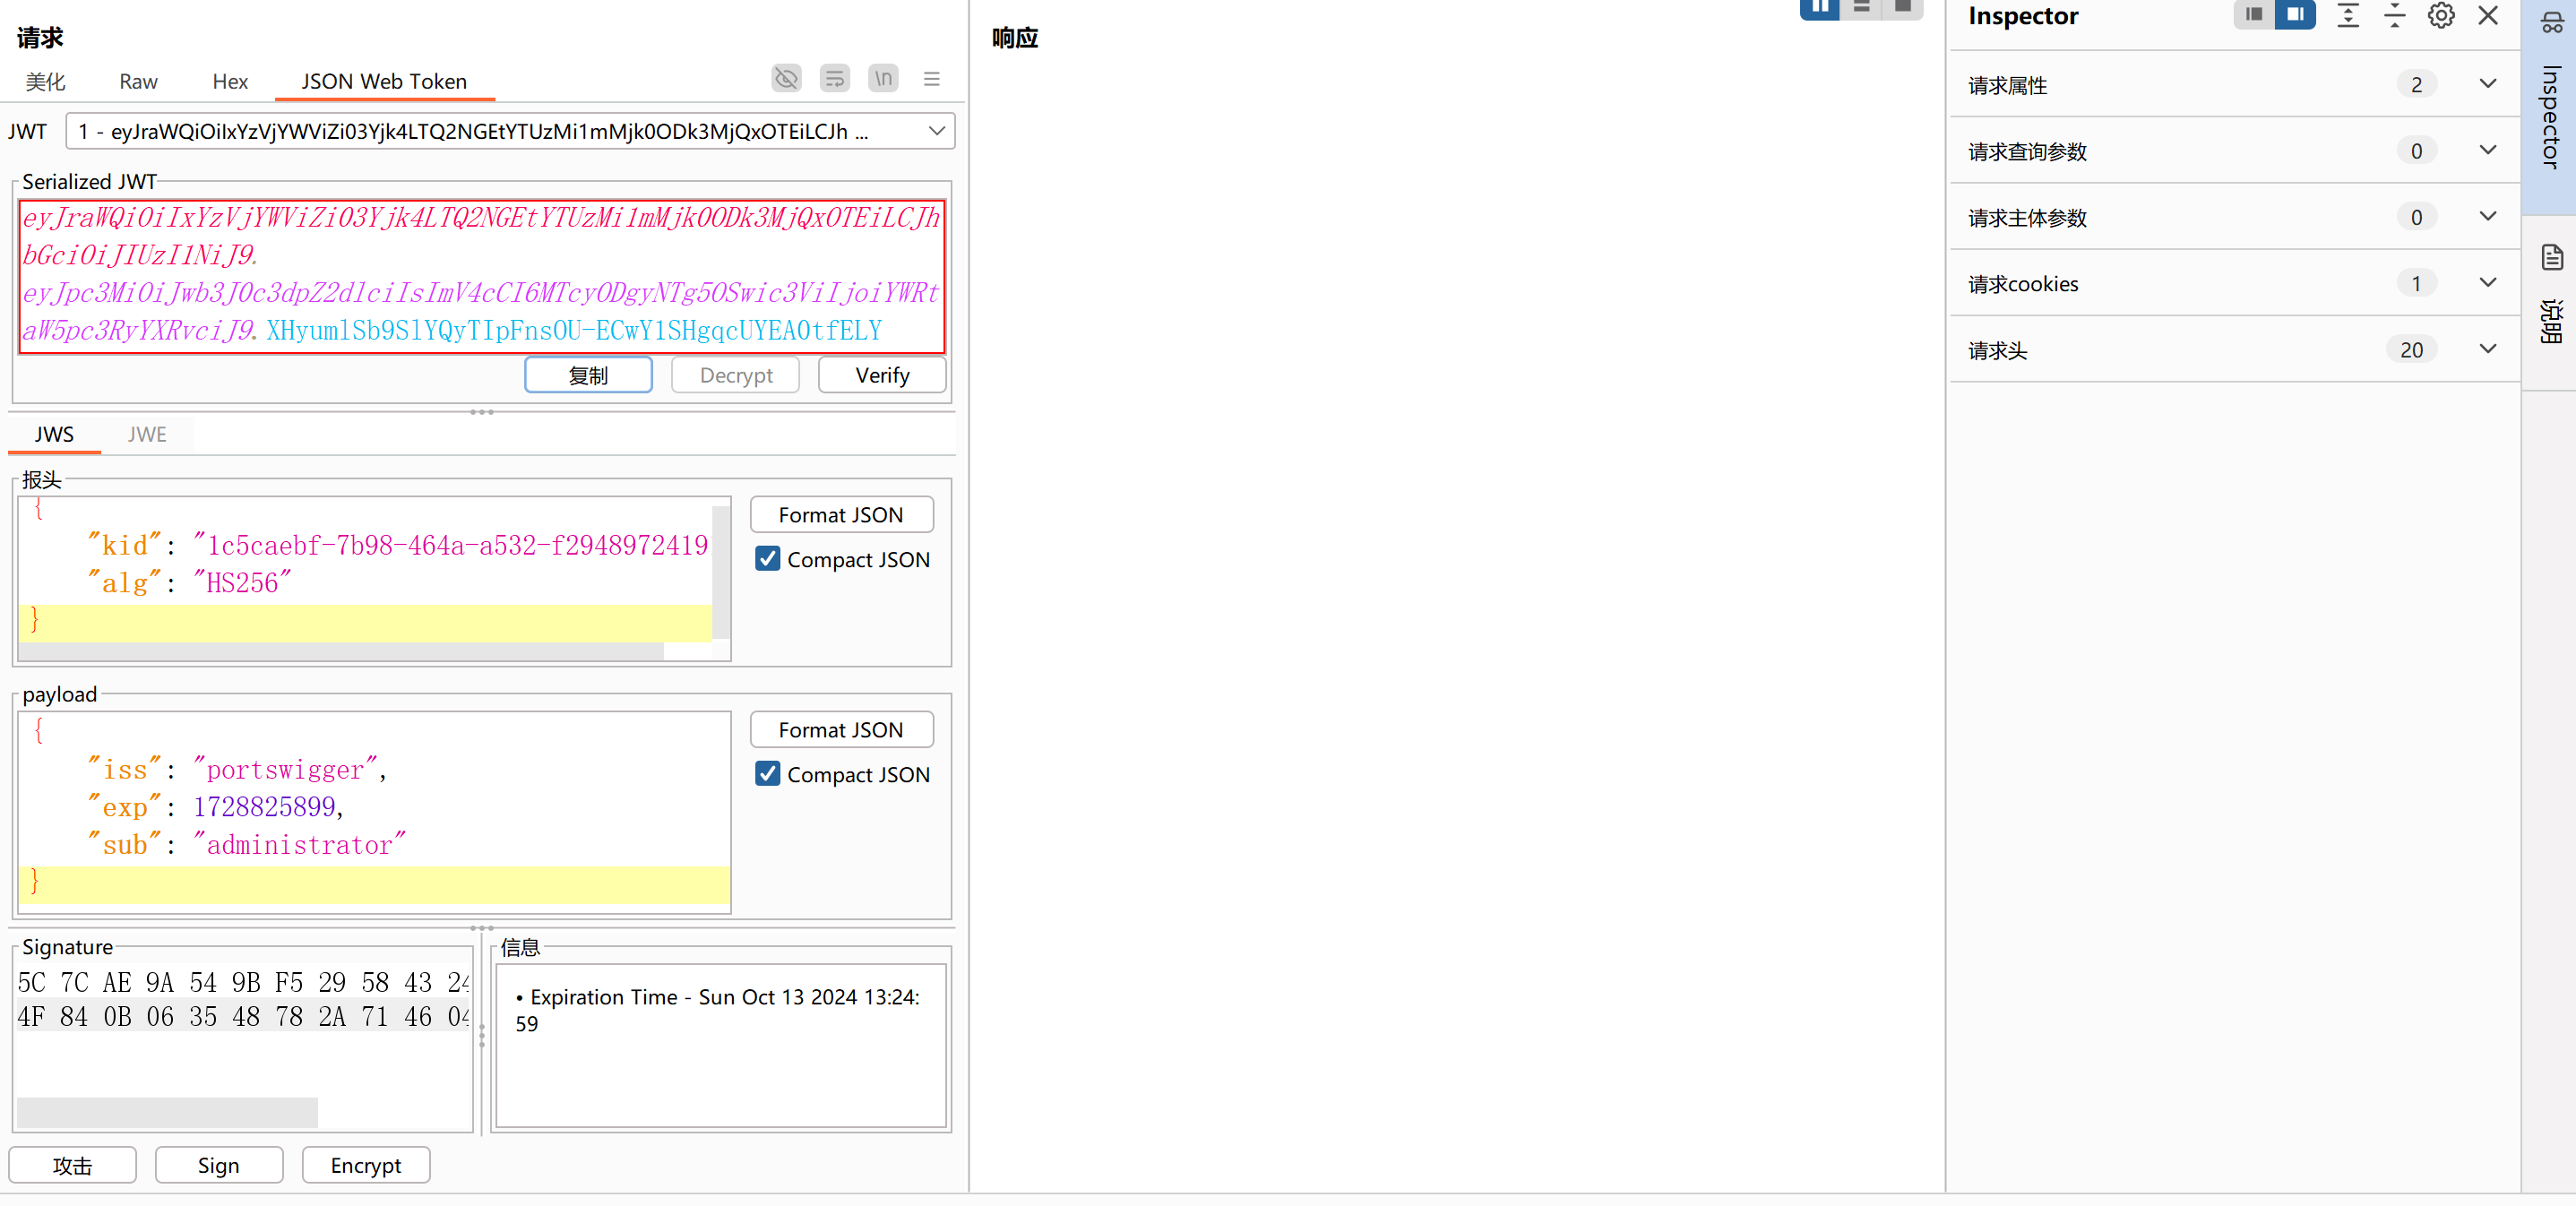 请求
美化 Raw Hex JSON Web Token \n
JWT 1 - eyJraWQiOiIxYzVjYWViZi03Yjk4LTQ2NGEtYTUzMi1mMjk0ODk3MjQxOTEiLCJh ...
Serialized JWT
eyJraWQiOiIxYzVjYWViZi03Yjk4LTQ2NGEtYTUzMi1mMjk0ODk3MjQxOTEiLCJh
bGciOiJIUzI1NiJ9.
eyJpc3MiOiJwb3J0c3dpZ2dlciIsImV4cCI6MTcyODgyNTg5OSwic3ViIjoiYWRt
aW5pc3RyYXRvciJ9.XHyumlSb9SlYQyTIpFnsOU-ECwY1SHgqcUYEA0tfELY
复制 Decrypt Verify
JWS JWE
报头
{
"kid": "1c5caebf-7b98-464a-a532-f2948972419
"alg": "HS256"
}
Format JSON
Compact JSON
payload
{
"iss": "portswigger",
"exp": 1728825899,
"sub": "administrator"
}
Format JSON
Compact JSON
Signature
5C 7C AE 9A 54 9B F5 29 58 43 24
4F 84 0B 06 35 48 78 2A 71 46 04
信息
• Expiration Time - Sun Oct 13 2024 13:24:
59
攻击 Sign Encrypt
响应
Inspector
请求属性 2
请求查询参数 0
请求主体参数 0
请求cookies 1
请求头 20
Inspector
说明